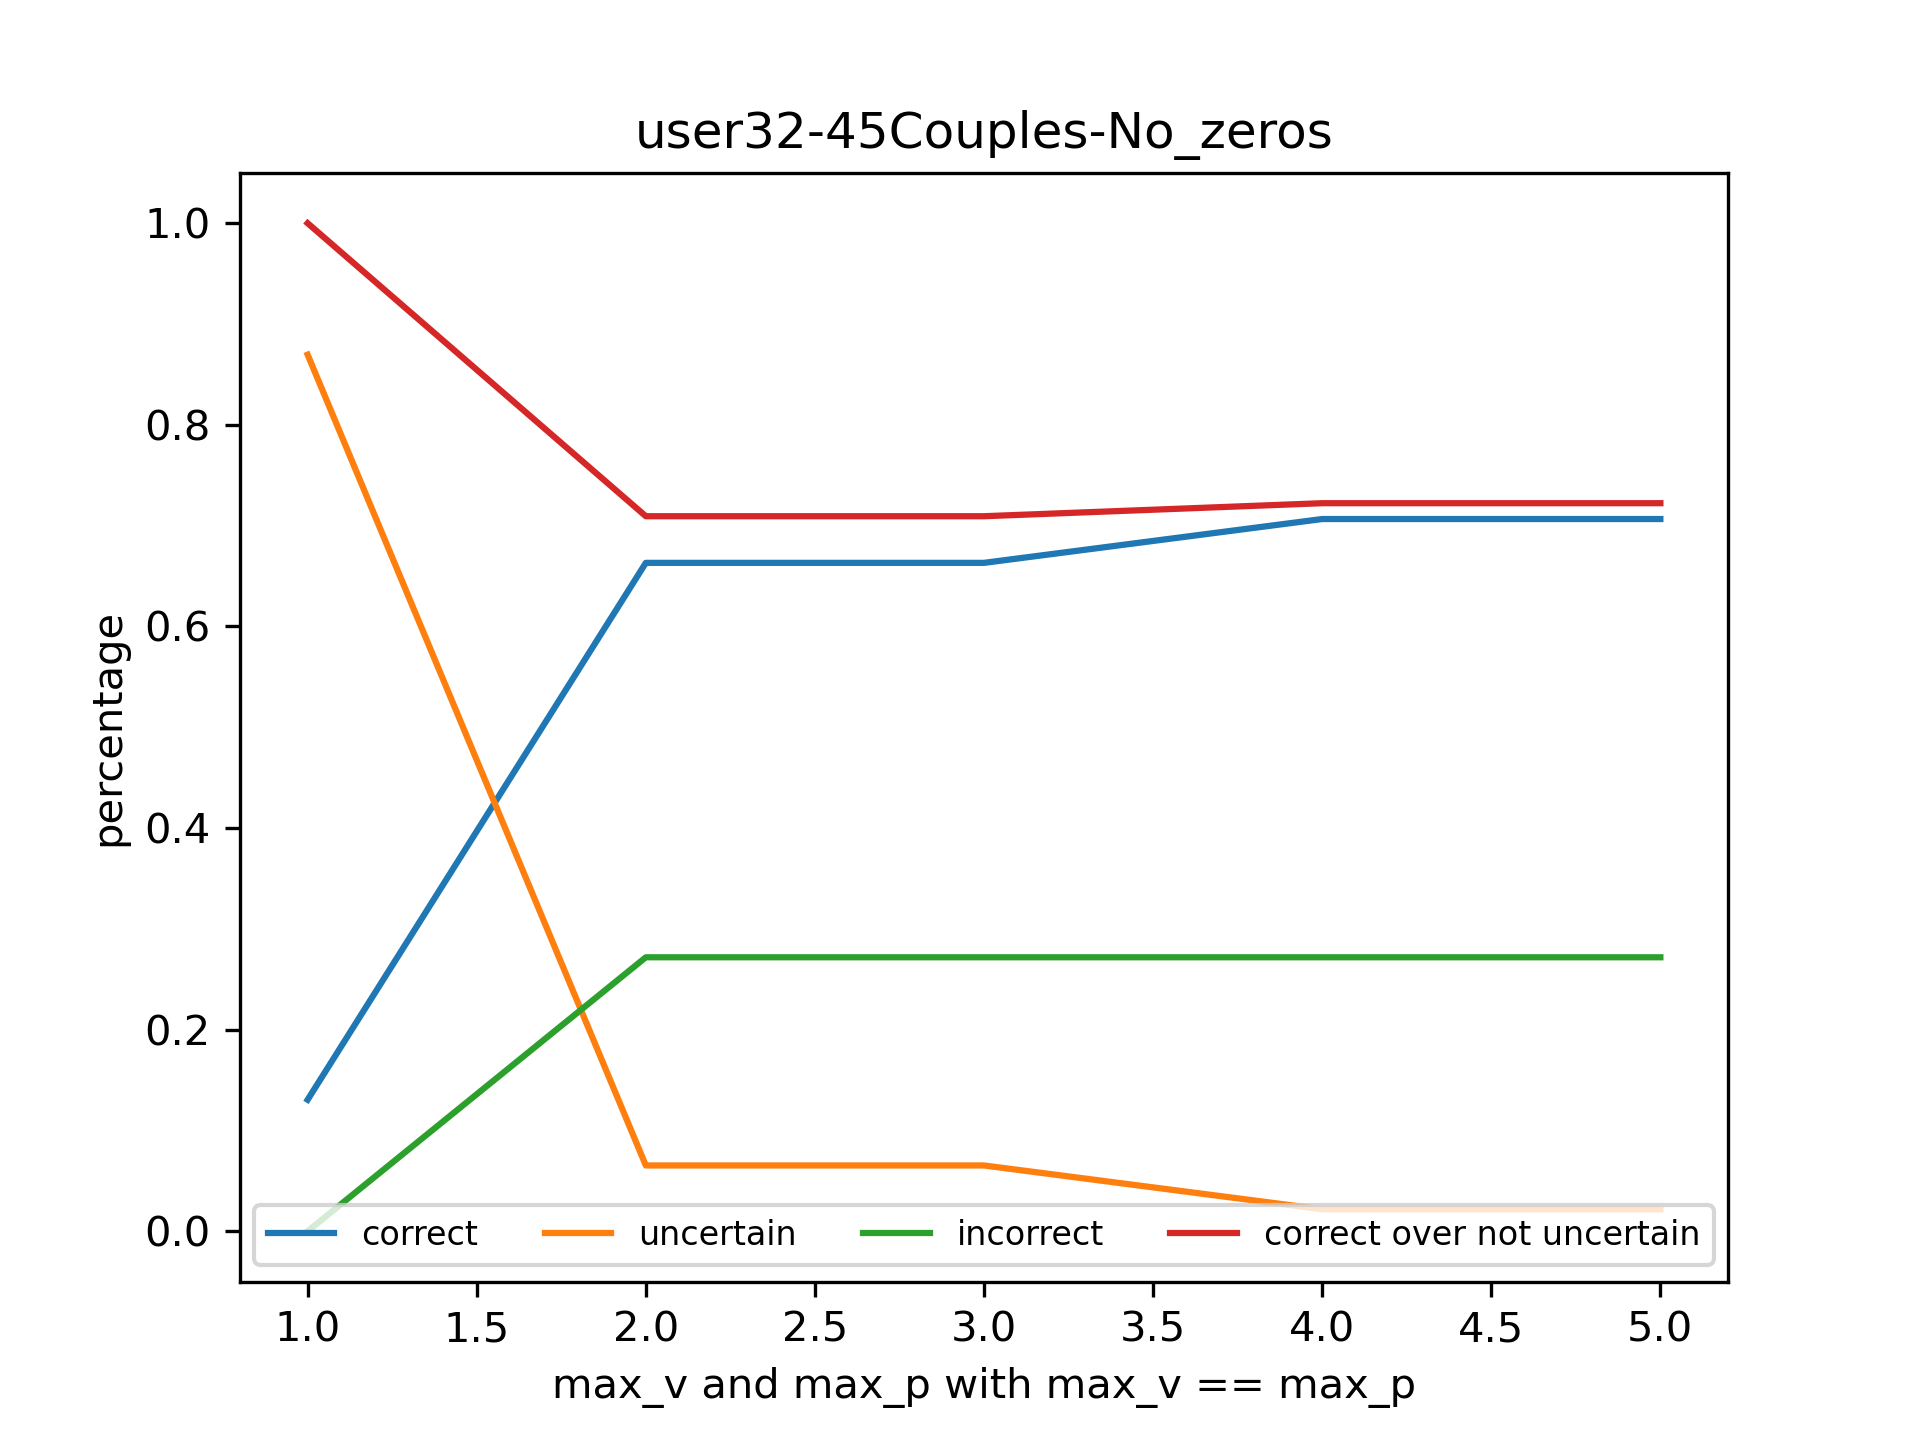 user32-45Couples-No_zeros
1.0
0.8
0.6
0.4
0.2
0.0
percentage
correct uncertain incorrect correct over not uncertain
1.0 1.5 2.0 2.5 3.0 3.5 4.0 4.5 5.0
max_v and max_p with max_v == max_p